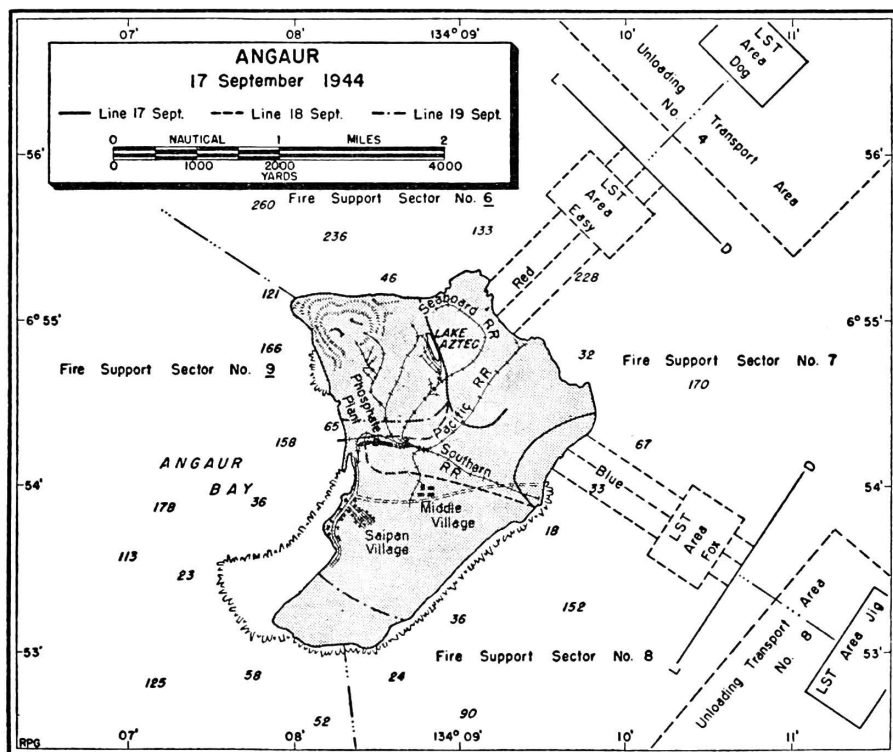 07'
08'
134° 09'
10'
11'
ANGAUR
17 September 1944
Line 17 Sept.
Line 18 Sept.
Line 19 Sept.
0 NAUTICAL 1 MILES 2
0 1000 2000 4000
YARDS
LST
Area
Dog
Unloading Transport Area
No 4
L
D
56'
56'
LST
Area
Easy
260
Fire Support Sector No. 6
236
133
Red
228
46
121
Seaboard RR
6° 55'
6° 55'
LAKE
AZTEC
166
32
Fire Support Sector No. 9
Fire Support Sector No. 7
170
Phosphate
Plant
Pacific RR
65
158
67
Southern
RR
ANGAUR
BAY
Blue
33
D
54'
54'
178
36
Middle
Village
Saipan
Village
18
LST
Area
Fox
113
23
152
36
Unloading Transport Area
No. 8
LST Area Jig
53'
53'
Fire Support Sector No. 8
L
125
58
24
52
90
RPG
07'
08'
134° 09'
10'
11'